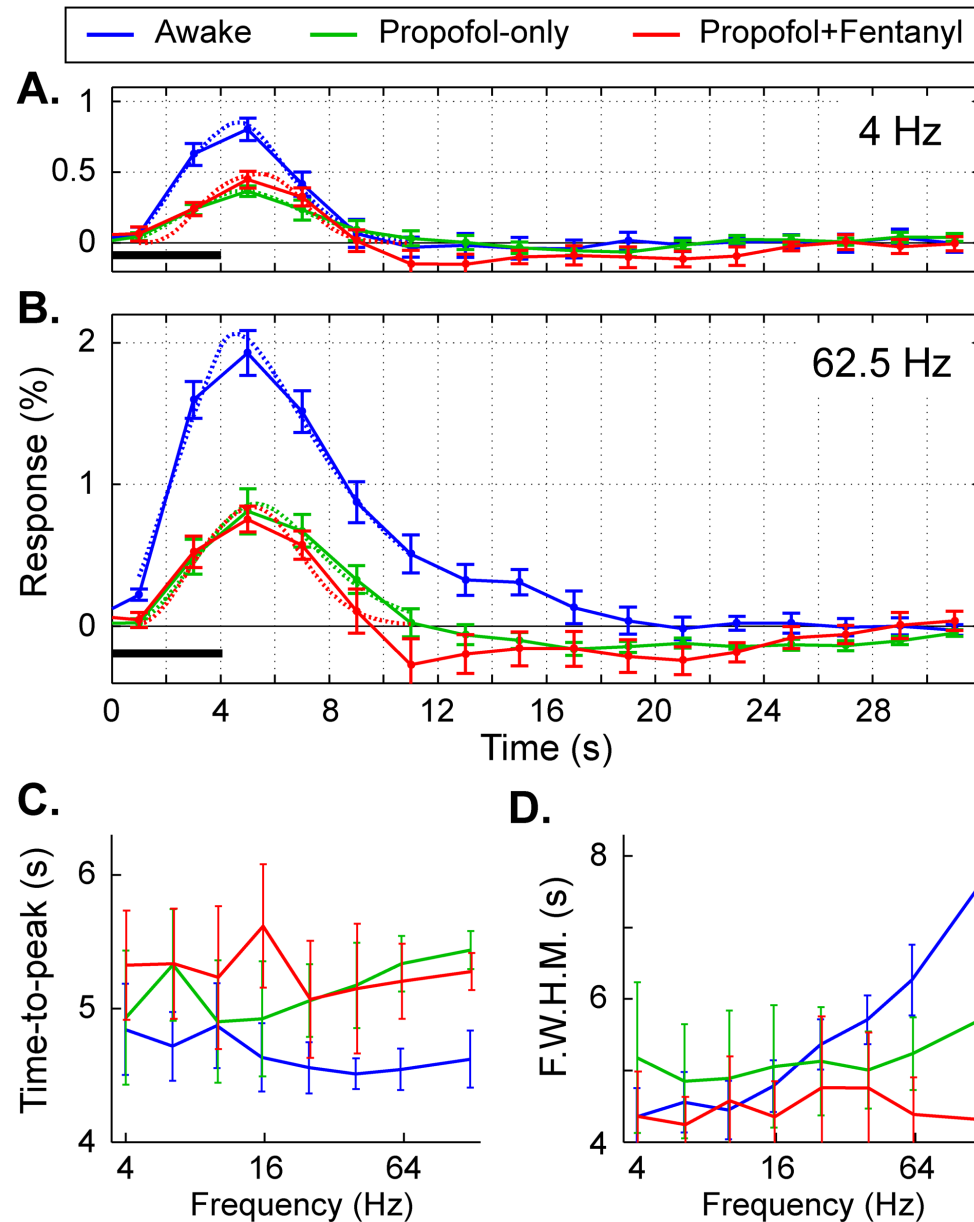 Awake Propofol-only Propofol+Fentanyl
A.
1
0.5
0
4 Hz
B.
2
1
0
62.5 Hz
Response (%)
0 4 8 12 16 20 24 28
Time (s)
C.
6
5
4
Time-to-peak (s)
4 16 64
Frequency (Hz)
D.
8
6
4
F.W.H.M. (s)
4 16 64
Frequency (Hz)